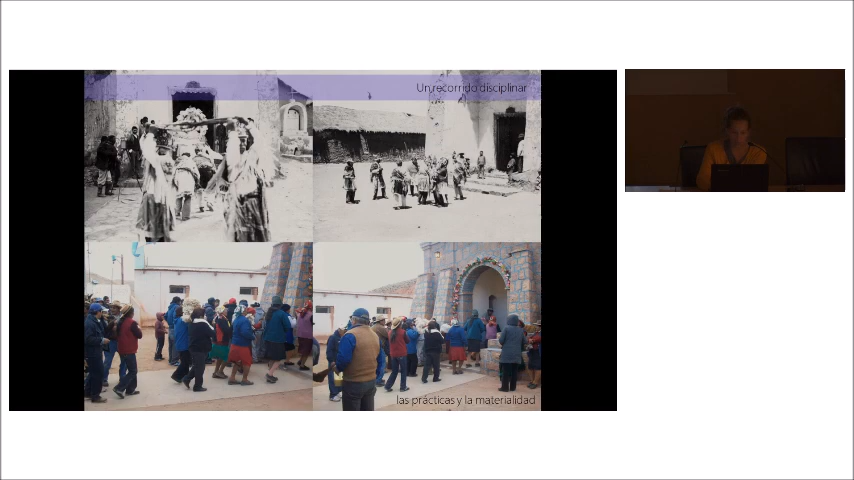 Un recorrido disciplinar
las prácticas y la materialidad